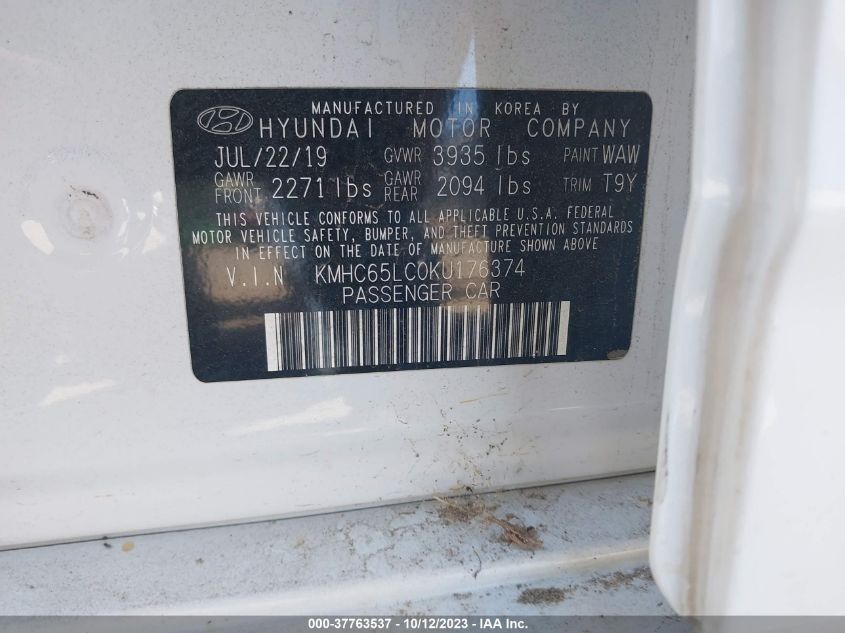 MANUFACTURED IN KOREA BY
HYUNDAI MOTOR COMPANY
JUL/22/19 GVWR 3935 lbs PAINT WAW
GAWR FRONT 2271 lbs GAWR REAR 2094 lbs TRIM T9Y
THIS VEHICLE CONFORMS TO ALL APPLICABLE U.S.A. FEDERAL
MOTOR VEHICLE SAFETY, BUMPER, AND THEFT PREVENTION STANDARDS
IN EFFECT ON THE DATE OF MANUFACTURE SHOWN ABOVE
V.I.N KMHC65LC0KU176374
PASSENGER CAR
000-37763537 - 10/12/2023 - IAA Inc.